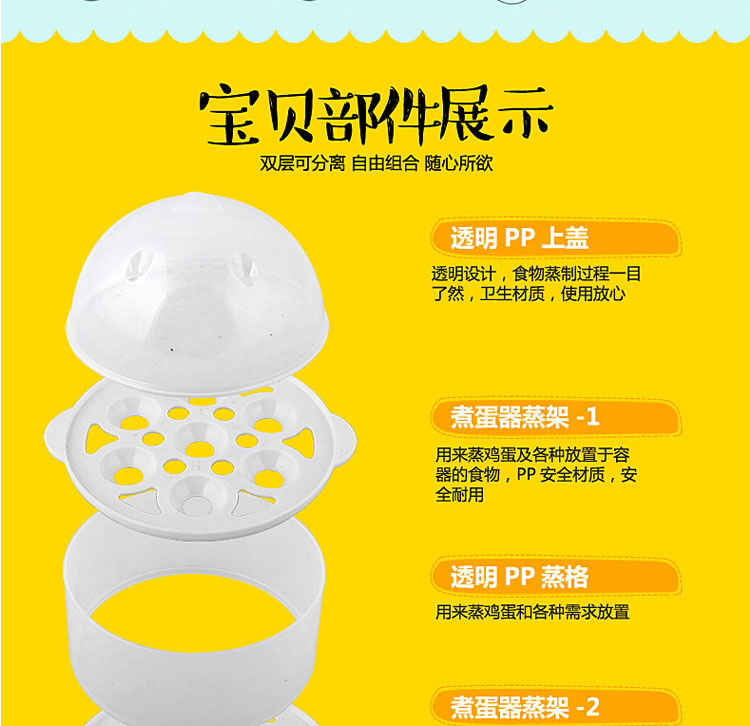 宝贝部件展示
双层可分离 自由组合 随心所欲
透明 PP 上盖
透明设计，食物蒸制过程一目
了然，卫生材质，使用放心
煮蛋器蒸架 -1
用来蒸鸡蛋及各种放置于容
器的食物，PP 安全材质，安
全耐用
透明 PP 蒸格
用来蒸鸡蛋和各种需求放置
煮蛋器蒸架 -2